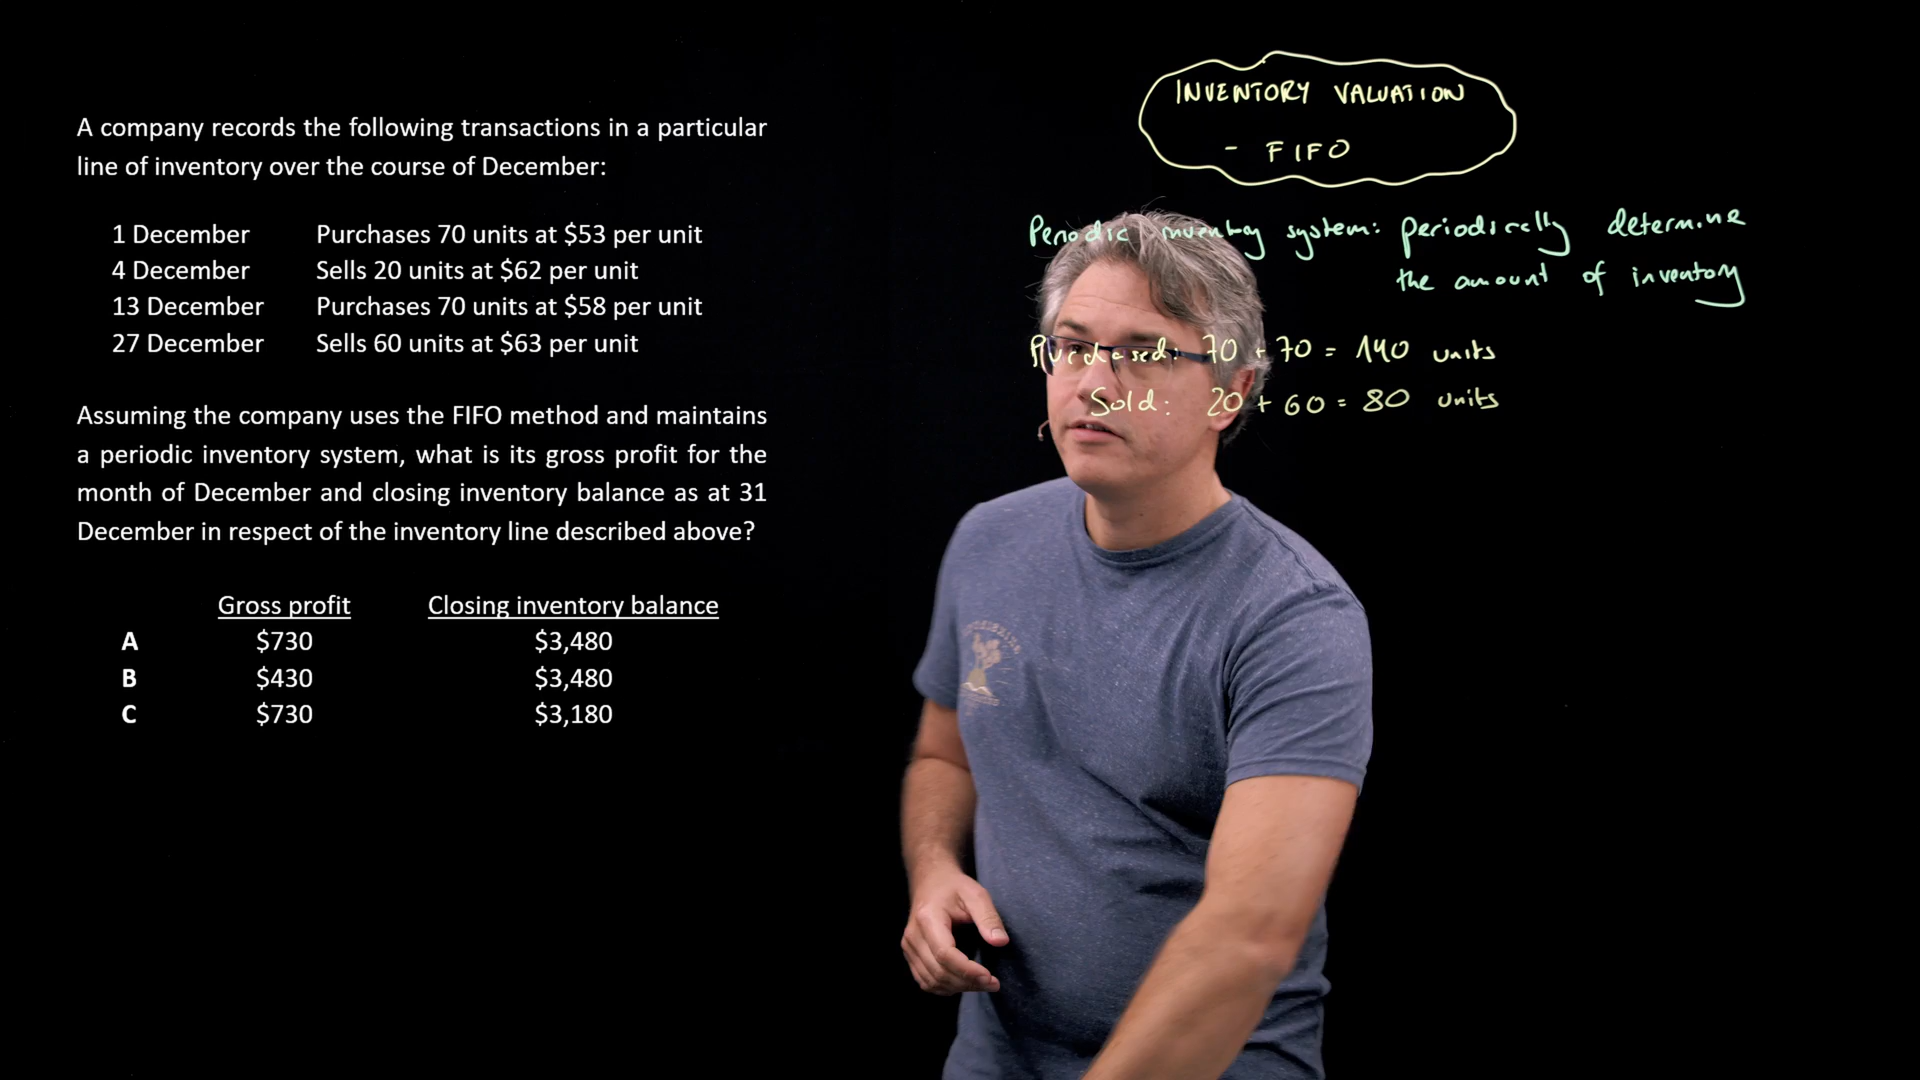 A company records the following transactions in a particular
line of inventory over the course of December:
1 December Purchases 70 units at $53 per unit
4 December Sells 20 units at $62 per unit
13 December Purchases 70 units at $58 per unit
27 December Sells 60 units at $63 per unit
Assuming the company uses the FIFO method and maintains
a periodic inventory system, what is its gross profit for the
month of December and closing inventory balance as at 31
December in respect of the inventory line described above?
Gross profit Closing inventory balance
A $730 $3,480
B $430 $3,480
C $730 $3,180
INVENTORY VALUATION
- FIFO
Periodic inventory system: periodically determine
the amount of inventory
Purchased: 70 + 70 = 140 units
Sold: 20 + 60 = 80 units